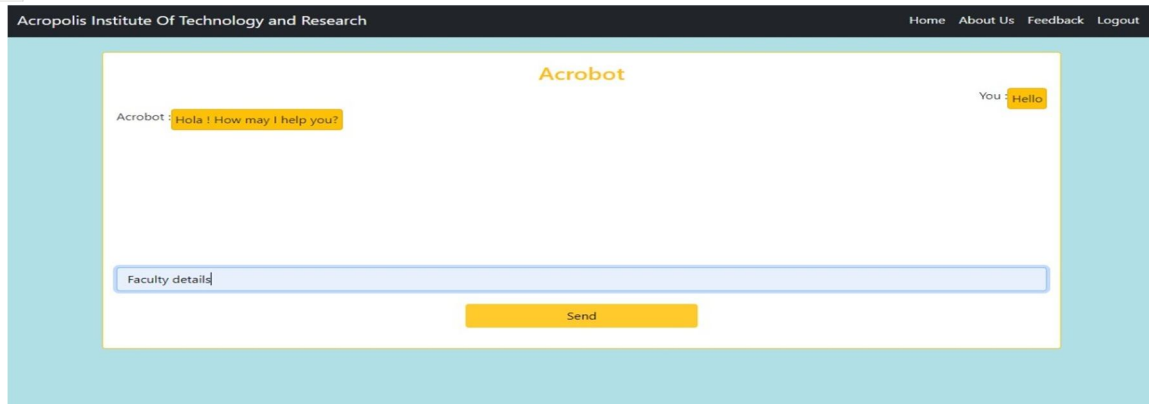 Acropolis Institute Of Technology and Research
Home About Us Feedback Logout
Acrobot
You : Hello
Acrobot : Hola ! How may I help you?
Faculty details
Send